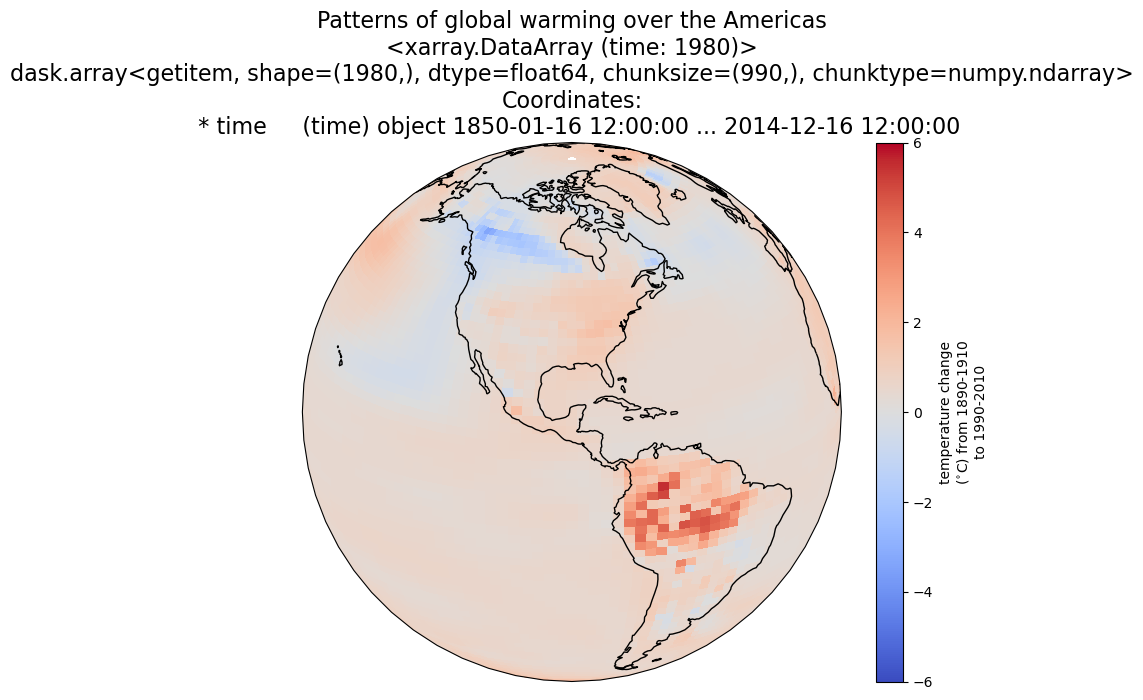 Patterns of global warming over the Americas
<xarray.DataArray (time: 1980)>
dask.array<getitem, shape=(1980,), dtype=float64, chunksize=(990,), chunktype=numpy.ndarray>
Coordinates:
* time     (time) object 1850-01-16 12:00:00 ... 2014-12-16 12:00:00
6
4
2
0
−2
−4
−6
temperature change
(˚C) from 1890-1910
to 1990-2010